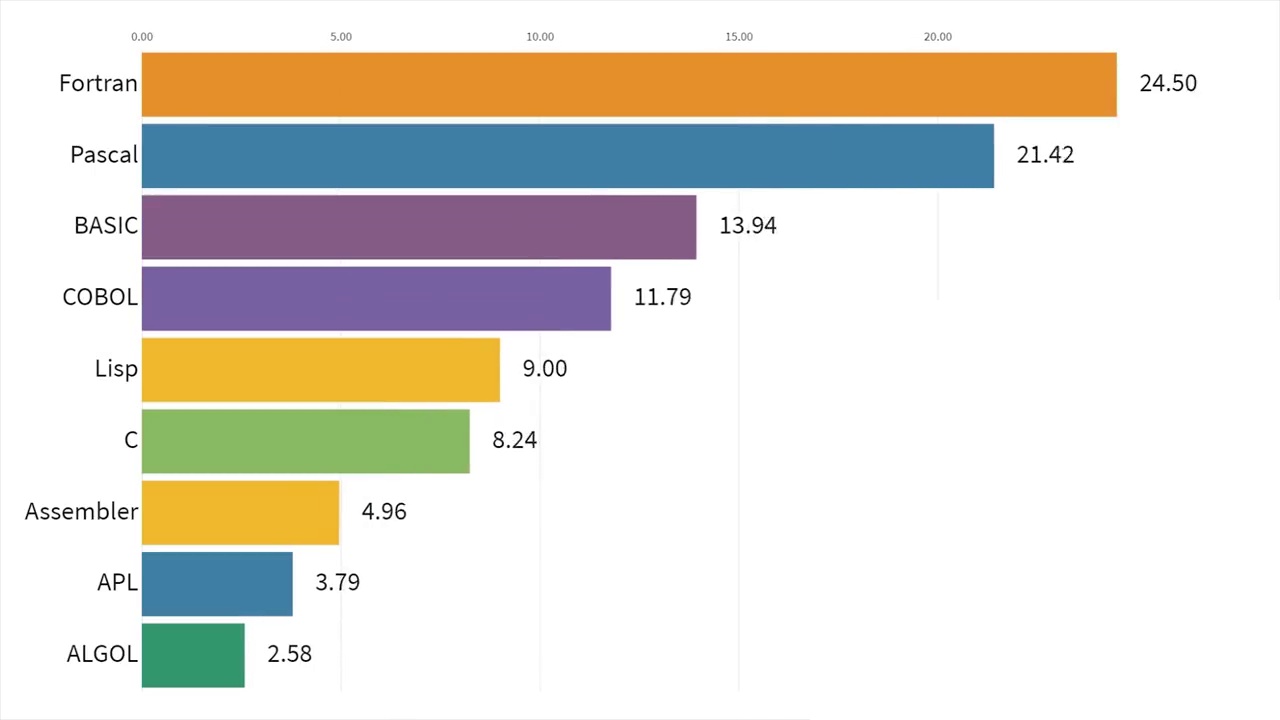 0.00 5.00 10.00 15.00 20.00
Fortran 24.50
Pascal 21.42
BASIC 13.94
COBOL 11.79
Lisp 9.00
C 8.24
Assembler 4.96
APL 3.79
ALGOL 2.58